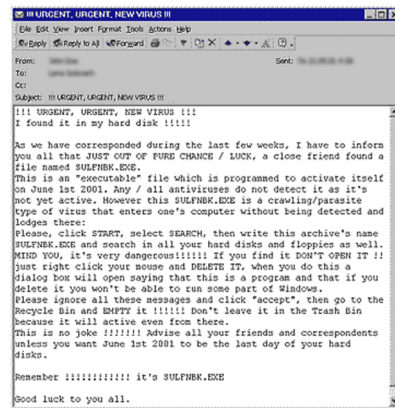 !!! URGENT, URGENT, NEW VIRUS !!!
File Edit View Insert Format Tools Actions Help
Reply Reply to All Forward
From: Sent:
To:
Cc:
Subject: !!! URGENT, URGENT, NEW VIRUS !!!
!!! URGENT, URGENT, NEW VIRUS !!!
I found it in my hard disk !!!!!
As we have corresponded during the last few weeks, I have to inform
you all that JUST OUT OF PURE CHANCE / LUCK, a close friend found a
file named SULFNBK.EXE.
This is an "executable" file which is programmed to activate itself
on June 1st 2001. Any / all antiviruses do not detect it as it's
not yet active. However this SULFNBK.EXE is a crawling/parasite
type of virus that enters one's computer without being detected and
lodges there:
Please, click START, select SEARCH, then write this archive's name
SULFNBK.EXE and search in all your hard disks and floppies as well.
MIND YOU, it's very dangerous!!!!!! If you find it DON'T OPEN IT !!
just right click your mouse and DELETE IT, when you do this a
dialog box will open saying that this is a program and that if you
delete it you won't be able to run some part of Windows.
Please ignore all these messages and click "accept", then go to the
Recycle Bin and EMPTY it !!!!!! Don't leave it in the Trash Bin
because it will active even from there.
This is no joke !!!!!!! Advise all your friends and correspondents
unless you want June 1st 2001 to be the last day of your hard
disks.
Remember !!!!!!!!!!!! it's SULFNBK.EXE
Good luck to you all.